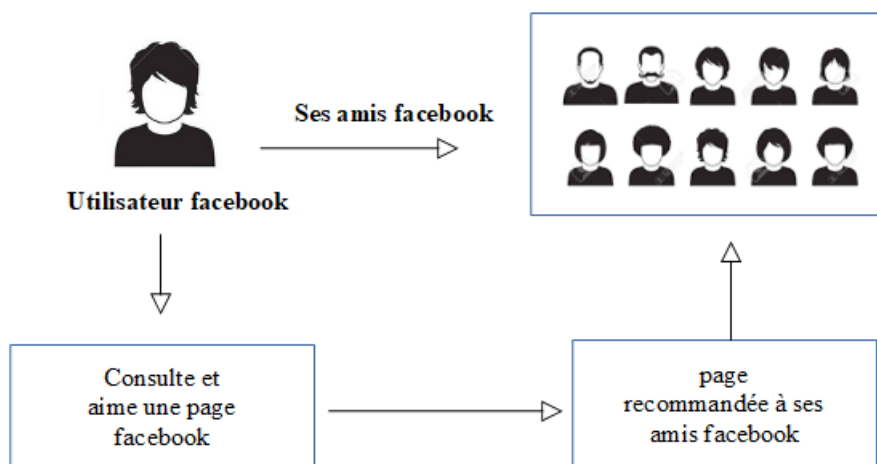 Ses amis facebook
Utilisateur facebook
Consulte et
aime une page
facebook
page
recommandée à ses
amis facebook